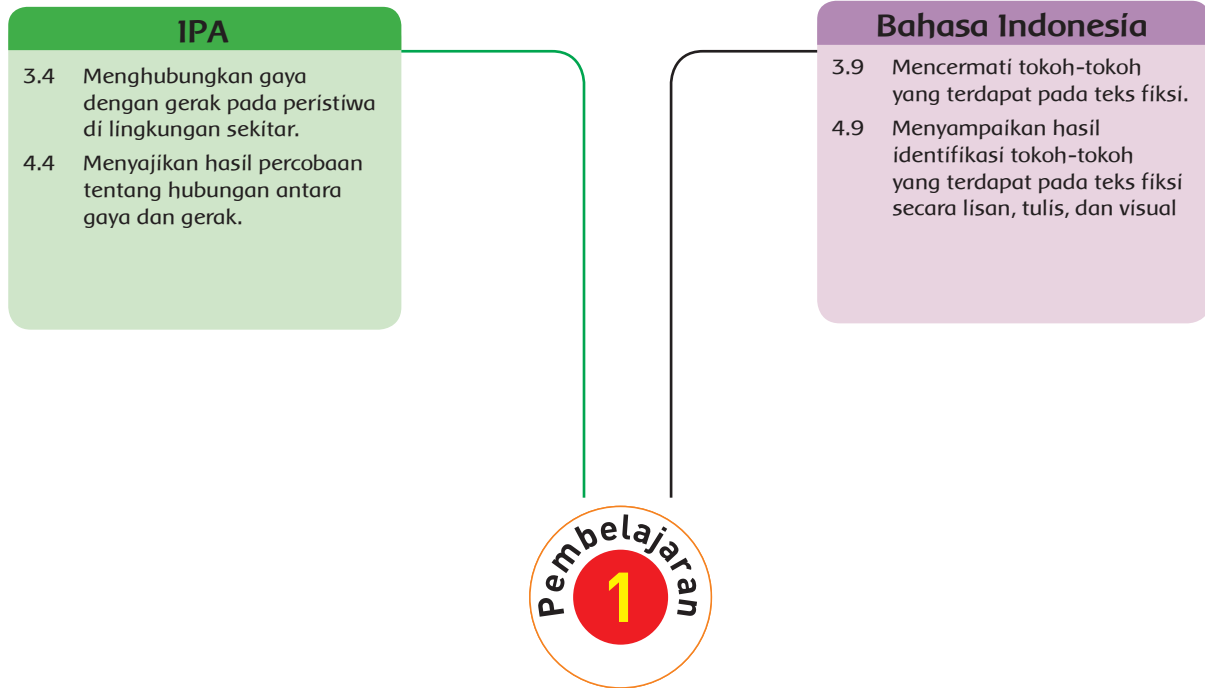 IPA
3.4 Menghubungkan gaya
dengan gerak pada peristiwa
di lingkungan sekitar.
4.4 Menyajikan hasil percobaan
tentang hubungan antara
gaya dan gerak.
Bahasa Indonesia
3.9 Mencermati tokoh-tokoh
yang terdapat pada teks fiksi.
4.9 Menyampaikan hasil
identifikasi tokoh-tokoh
yang terdapat pada teks fiksi
secara lisan, tulis, dan visual
Pembelajaran
1